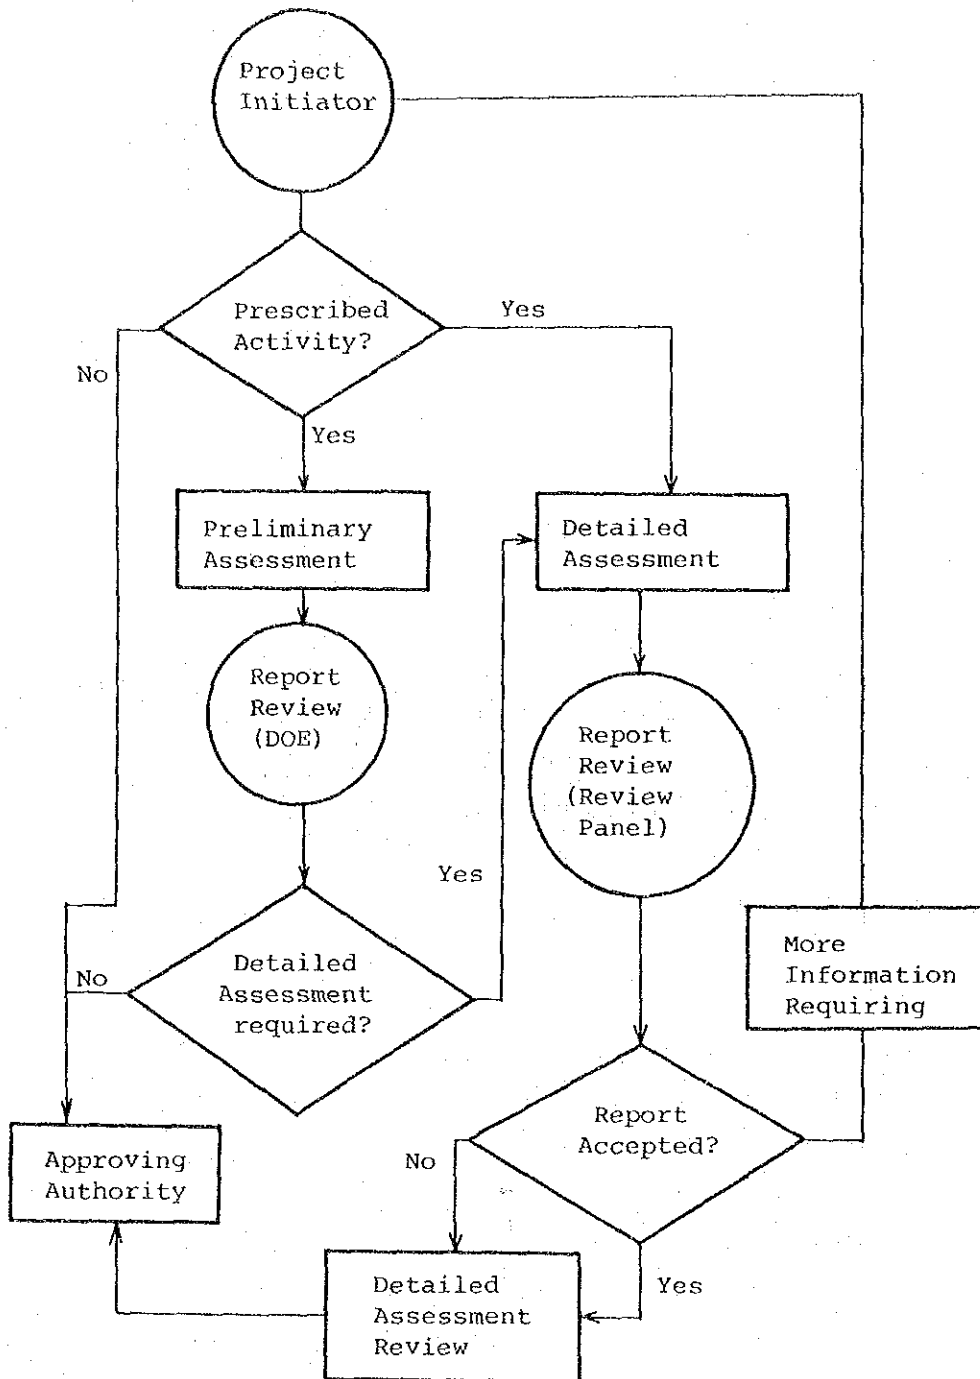 Project
Initiator
Prescribed
Activity?
Yes
No
Yes
Preliminary
Assessment
Detailed
Assessment
Report
Review
(DOE)
Report
Review
(Review
Panel)
Yes
Detailed
Assessment
required?
No
More
Information
Requiring
Report
Accepted?
No
Approving
Authority
Yes
Detailed
Assessment
Review